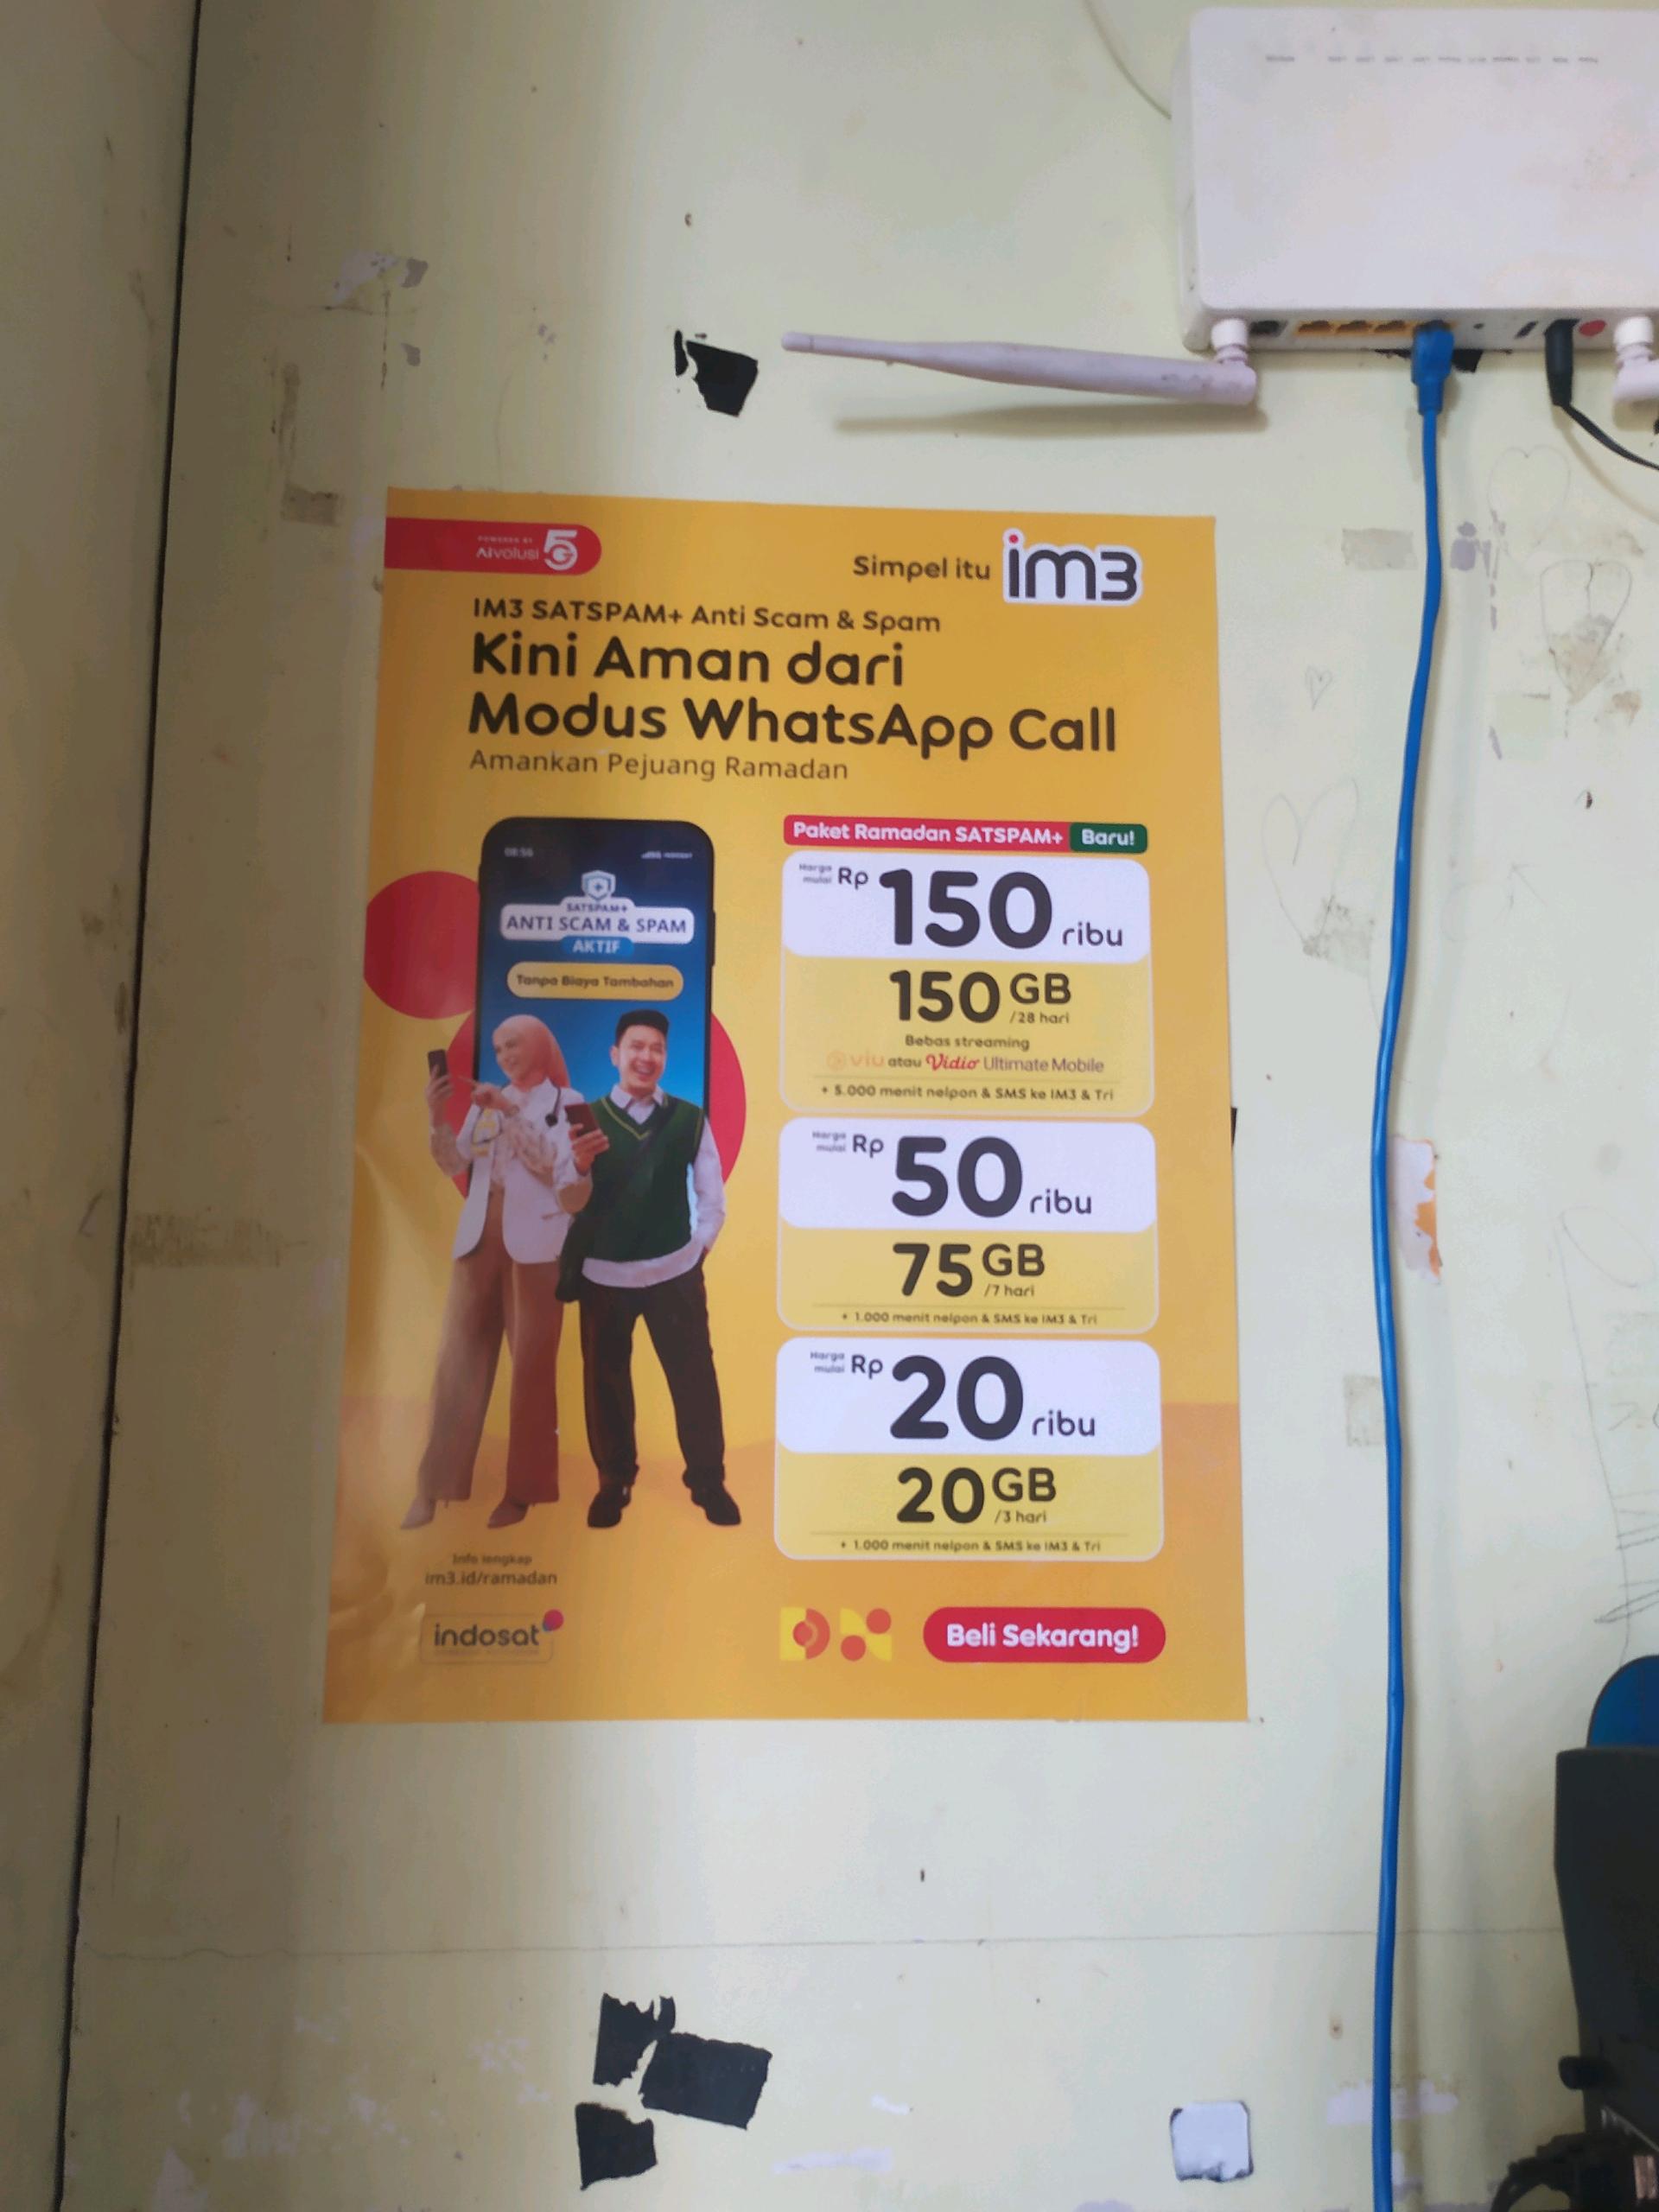 POWERED BY
AIvolusi 5G
Simpel itu im3
IM3 SATSPAM+ Anti Scam & Spam
Kini Aman dari
Modus WhatsApp Call
Amankan Pejuang Ramadan
08:56
INDOSAT
SATSPAM+
ANTI SCAM & SPAM
AKTIF
Tanpa Biaya Tambahan
Paket Ramadan SATSPAM+ Baru!
Harga mulai Rp 150 ribu
150 GB /28 hari
Bebas streaming
viu atau Vidio Ultimate Mobile
+ 5.000 menit nelpon & SMS ke IM3 & Tri
Harga mulai Rp 50 ribu
75 GB /7 hari
+ 1.000 menit nelpon & SMS ke IM3 & Tri
Harga mulai Rp 20 ribu
20 GB /3 hari
+ 1.000 menit nelpon & SMS ke IM3 & Tri
Info lengkap
im3.id/ramadan
indosat
Beli Sekarang!